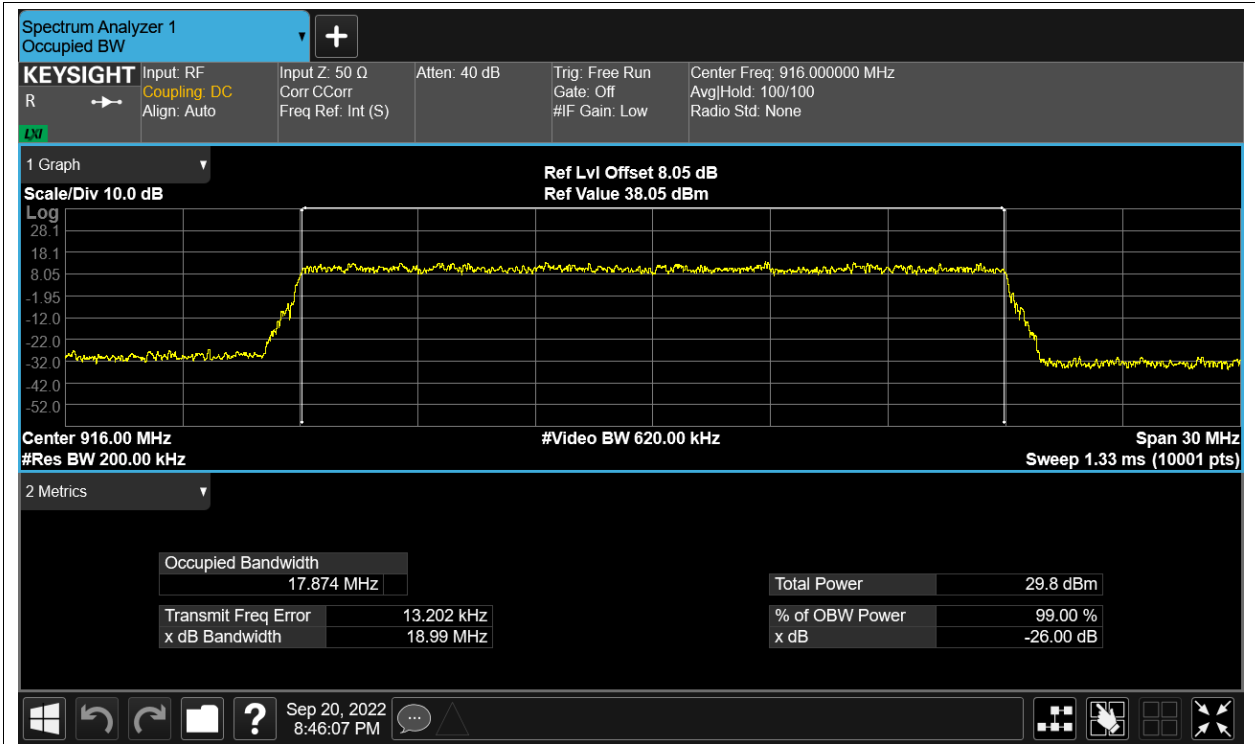 Spectrum Analyzer 1
Occupied BW
KEYSIGHT
R
LXI
Input: RF
Coupling: DC
Align: Auto
Input Z: 50 Ω
Corr CCorr
Freq Ref: Int (S)
Atten: 40 dB
Trig: Free Run
Gate: Off
#IF Gain: Low
Center Freq: 916.000000 MHz
Avg|Hold: 100/100
Radio Std: None
1 Graph
Scale/Div 10.0 dB
Ref Lvl Offset 8.05 dB
Ref Value 38.05 dBm
Log
28.1
18.1
8.05
-1.95
-12.0
-22.0
-32.0
-42.0
-52.0
Center 916.00 MHz
#Video BW 620.00 kHz
Span 30 MHz
#Res BW 200.00 kHz
Sweep 1.33 ms (10001 pts)
2 Metrics
Occupied Bandwidth
17.874 MHz
Total Power 29.8 dBm
Transmit Freq Error 13.202 kHz
% of OBW Power 99.00 %
x dB Bandwidth 18.99 MHz
x dB -26.00 dB
Sep 20, 2022
8:46:07 PM